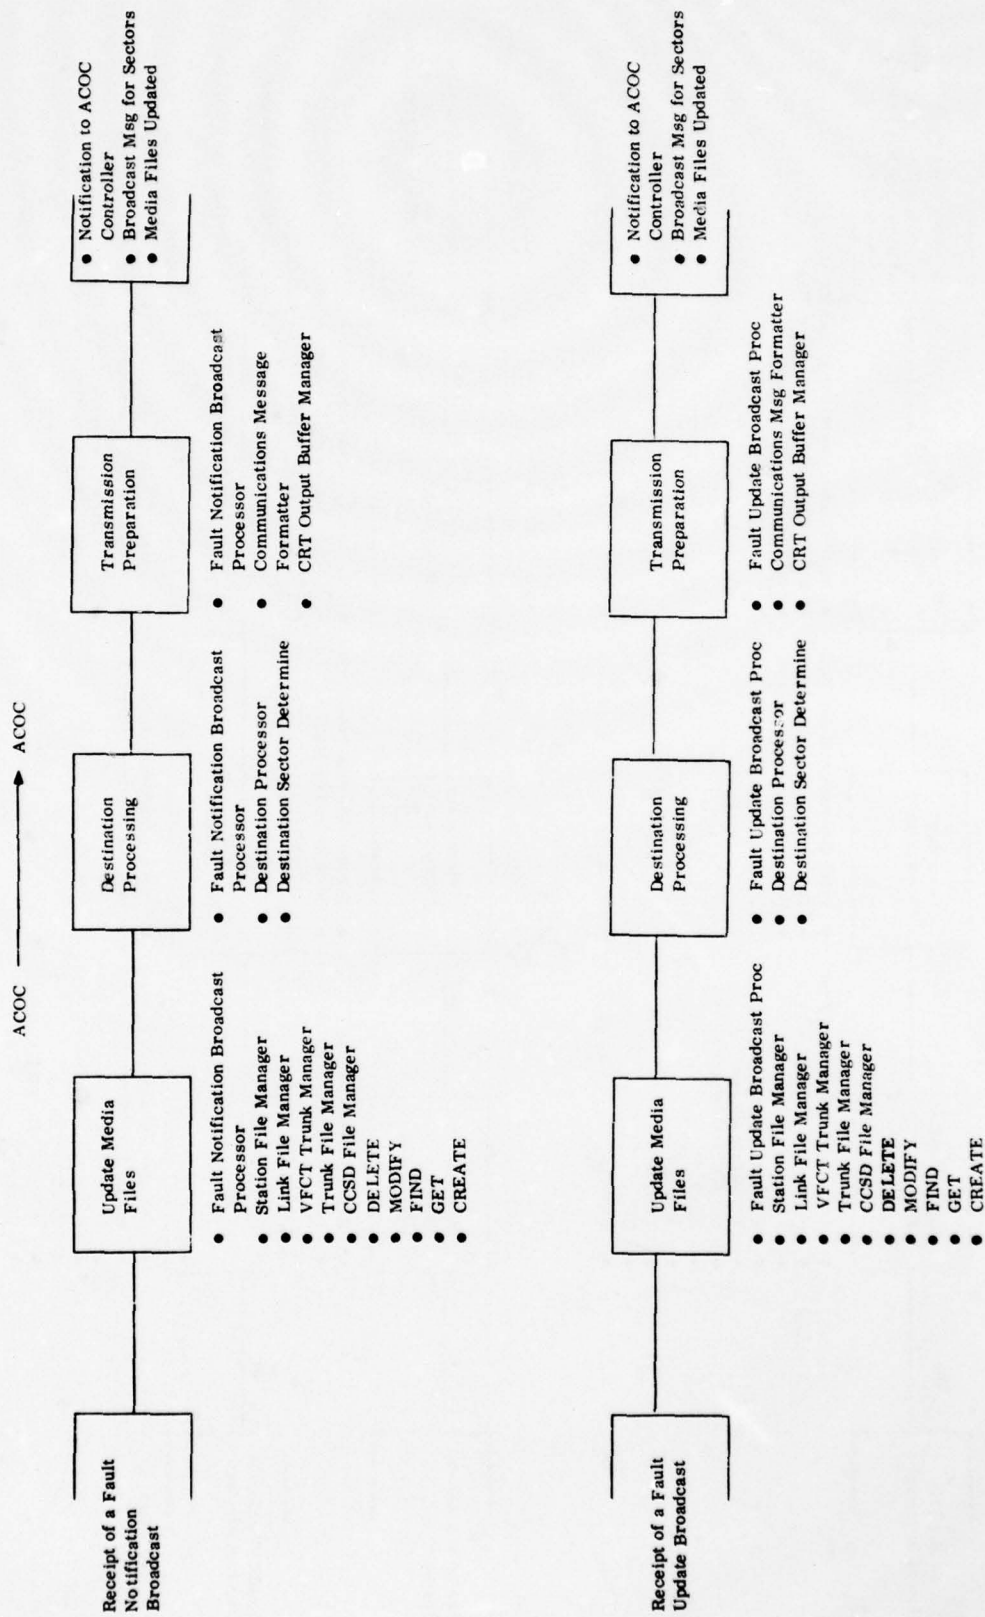 ACOC ACOC
Receipt of a Fault
Notification
Broadcast
Update Media
Files
• Fault Notification Broadcast
Processor
• Station File Manager
• Link File Manager
• VFCT Trunk Manager
• Trunk File Manager
• CCSD File Manager
• DELETE
• MODIFY
• FIND
• GET
• CREATE
Destination
Processing
• Fault Notification Broadcast
Processor
• Destination Processor
• Destination Sector Determine
Transmission
Preparation
• Fault Notification Broadcast
Processor
• Communications Message
Formatter
• CRT Output Buffer Manager
• Notification to ACOC
Controller
• Broadcast Msg for Sectors
• Media Files Updated
Receipt of a Fault
Update Broadcast
Update Media
Files
• Fault Update Broadcast Proc
• Station File Manager
• Link File Manager
• VFCT Trunk Manager
• Trunk File Manager
• CCSD File Manager
• DELETE
• MODIFY
• FIND
• GET
• CREATE
Destination
Processing
• Fault Update Broadcast Proc
• Destination Processor
• Destination Sector Determine
Transmission
Preparation
• Fault Update Broadcast Proc
• Communications Msg Formatter
• CRT Output Buffer Manager
• Notification to ACOC
Controller
• Broadcast Msg for Sectors
• Media Files Updated